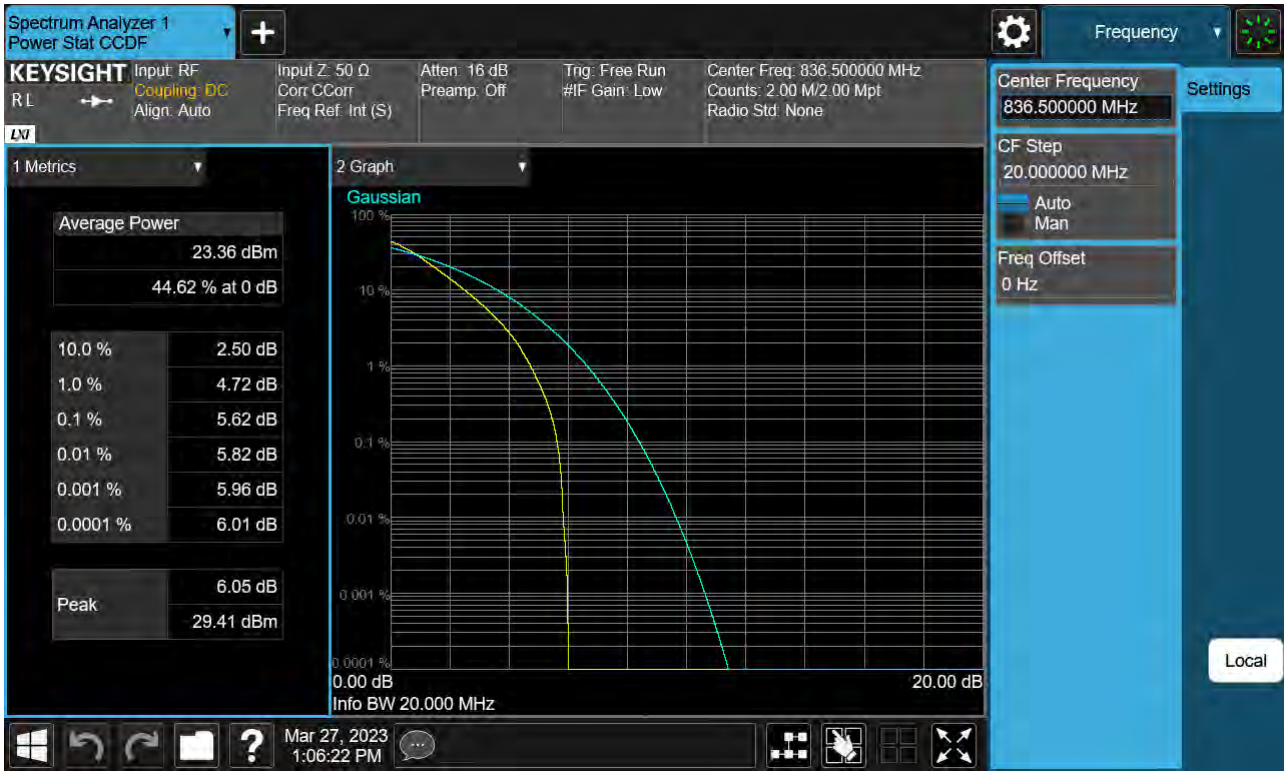 Spectrum Analyzer 1
Power Stat CCDF
+
Frequency
KEYSIGHT
RL
LXI
Input: RF
Coupling: DC
Align: Auto
Input Z: 50 Ω
Corr CCorr
Freq Ref: Int (S)
Atten: 16 dB
Preamp: Off
Trig: Free Run
#IF Gain: Low
Center Freq: 836.500000 MHz
Counts: 2.00 M/2.00 Mpt
Radio Std: None
Center Frequency
836.500000 MHz
Settings
CF Step
20.000000 MHz
Auto
Man
Freq Offset
0 Hz
Local
1 Metrics
Average Power
23.36 dBm
44.62 % at 0 dB
10.0 % 2.50 dB
1.0 % 4.72 dB
0.1 % 5.62 dB
0.01 % 5.82 dB
0.001 % 5.96 dB
0.0001 % 6.01 dB
Peak
6.05 dB
29.41 dBm
2 Graph
Gaussian
100 %
10 %
1 %
0.1 %
0.01 %
0.001 %
0.0001 %
0.00 dB 20.00 dB
Info BW 20.000 MHz
?
Mar 27, 2023
1:06:22 PM